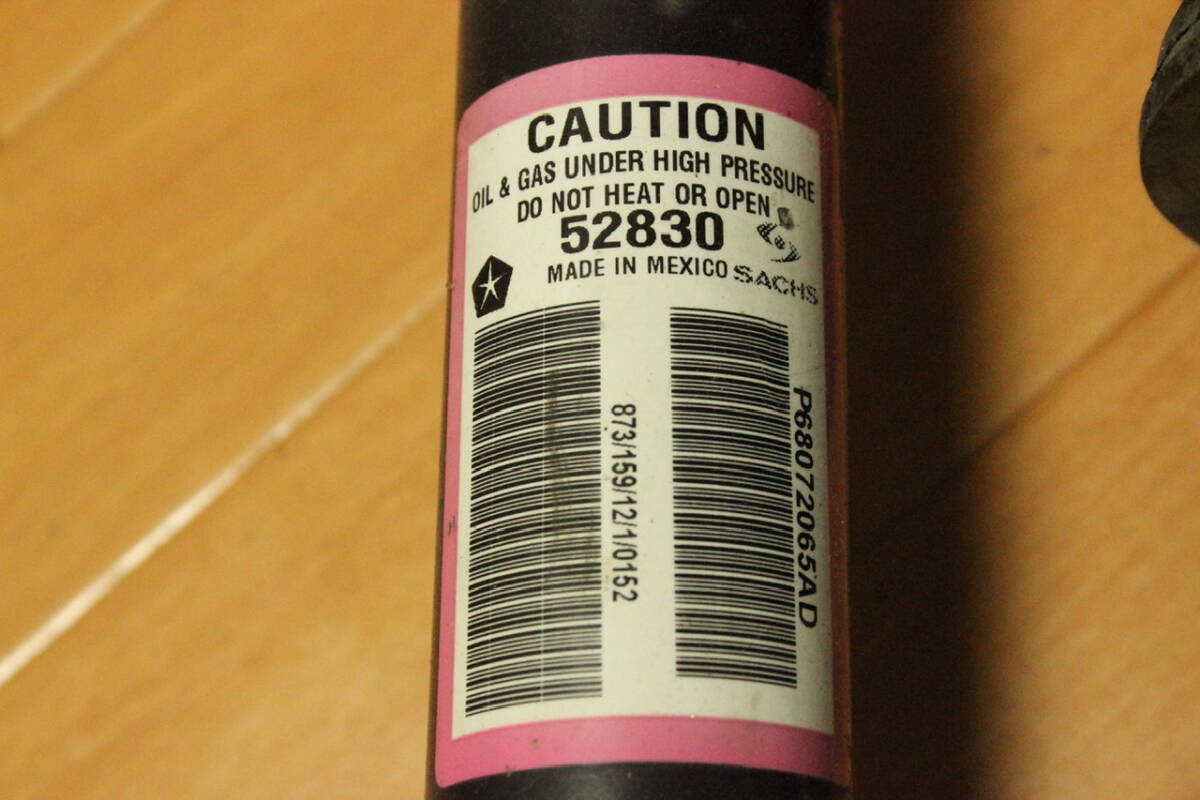 CAUTION
OIL & GAS UNDER HIGH PRESSURE
DO NOT HEAT OR OPEN
52830
MADE IN MEXICO
SACHS
873/159/12/1/0152
P68072065AD